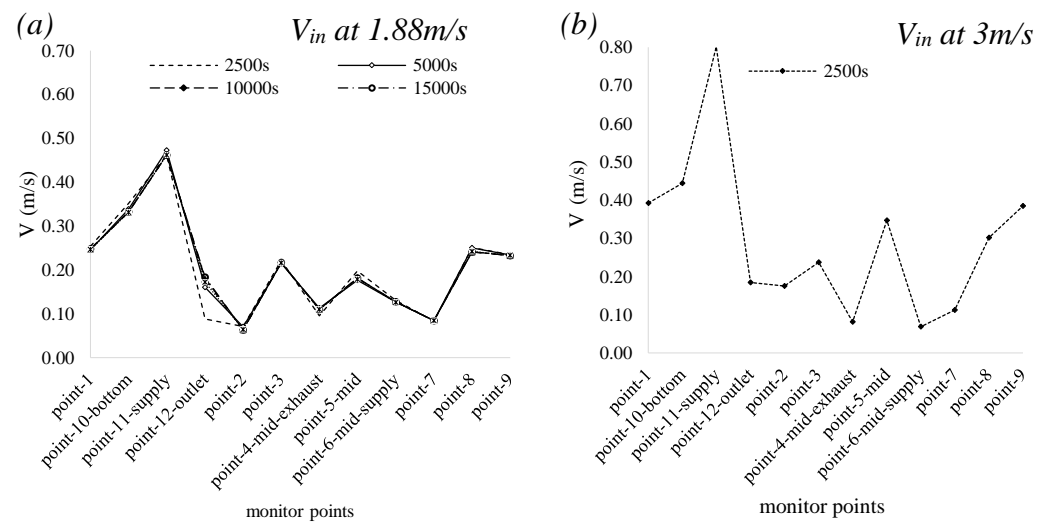 (a)
V_in at 1.88m/s
0.70
0.60
0.50
0.40
0.30
0.20
0.10
0.00
V (m/s)
2500s
5000s
10000s
15000s
point-1
point-10-bottom
point-11-supply
point-12-outlet
point-2
point-3
point-4-mid-exhaust
point-5-mid
point-6-mid-supply
point-7
point-8
point-9
monitor points
(b)
V_in at 3m/s
0.80
0.70
0.60
0.50
0.40
0.30
0.20
0.10
0.00
V (m/s)
2500s
point-1
point-10-bottom
point-11-supply
point-12-outlet
point-2
point-3
point-4-mid-exhaust
point-5-mid
point-6-mid-supply
point-7
point-8
point-9
monitor points